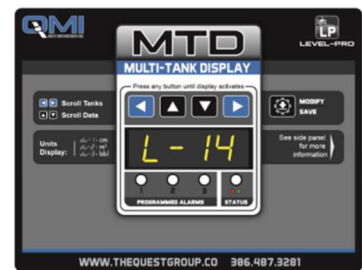 QMI
MTD
LP
LEVEL-PRO
MULTI-TANK DISPLAY
Press any button until display activates
Scroll Tanks
Scroll Data
MODIFY
SAVE
L-14
Units
Display:
See side panel
for more
information
1 2 3
PROGRAMMED ALARMS
STATUS
WWW.THEQUESTGROUP.CO 306.487.3281